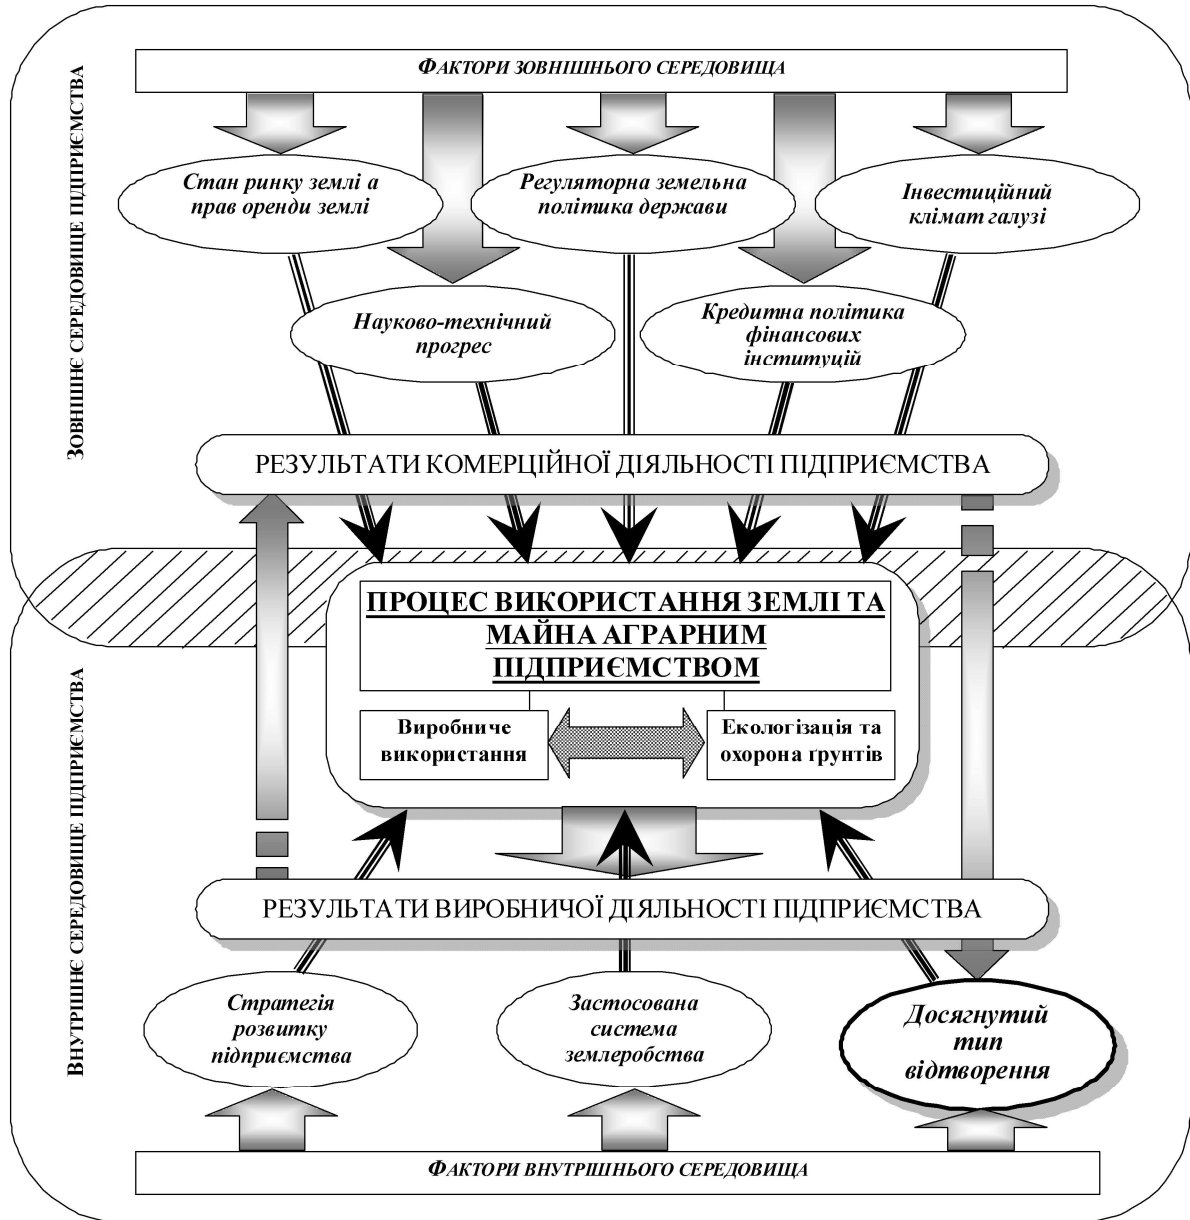 ФАКТОРИ ЗОВНІШНЬОГО СЕРЕДОВИЩА
ЗОВНІШНЄ СЕРЕДОВИЩЕ ПІДПРИЄМСТВА
Стан ринку землі а
прав оренди землі
Регуляторна земельна
політика держави
Інвестиційний
клімат галузі
Науково-технічний
прогрес
Кредитна політика
фінансових
інституцій
РЕЗУЛЬТАТИ КОМЕРЦІЙНОЇ ДІЯЛЬНОСТІ ПІДПРИЄМСТВА
ПРОЦЕС ВИКОРИСТАННЯ ЗЕМЛІ ТА
МАЙНА АГРАРНИМ
ПІДПРИЄМСТВОМ
Виробниче
використання
Екологізація та
охорона ґрунтів
ВНУТРІШНЄ СЕРЕДОВИЩЕ ПІДПРИЄМСТВА
РЕЗУЛЬТАТИ ВИРОБНИЧОЇ ДІЯЛЬНОСТІ ПІДПРИЄМСТВА
Стратегія
розвитку
підприємства
Застосована
система
землеробства
Досягнутий
тип
відтворення
ФАКТОРИ ВНУТРІШНЬОГО СЕРЕДОВИЩА